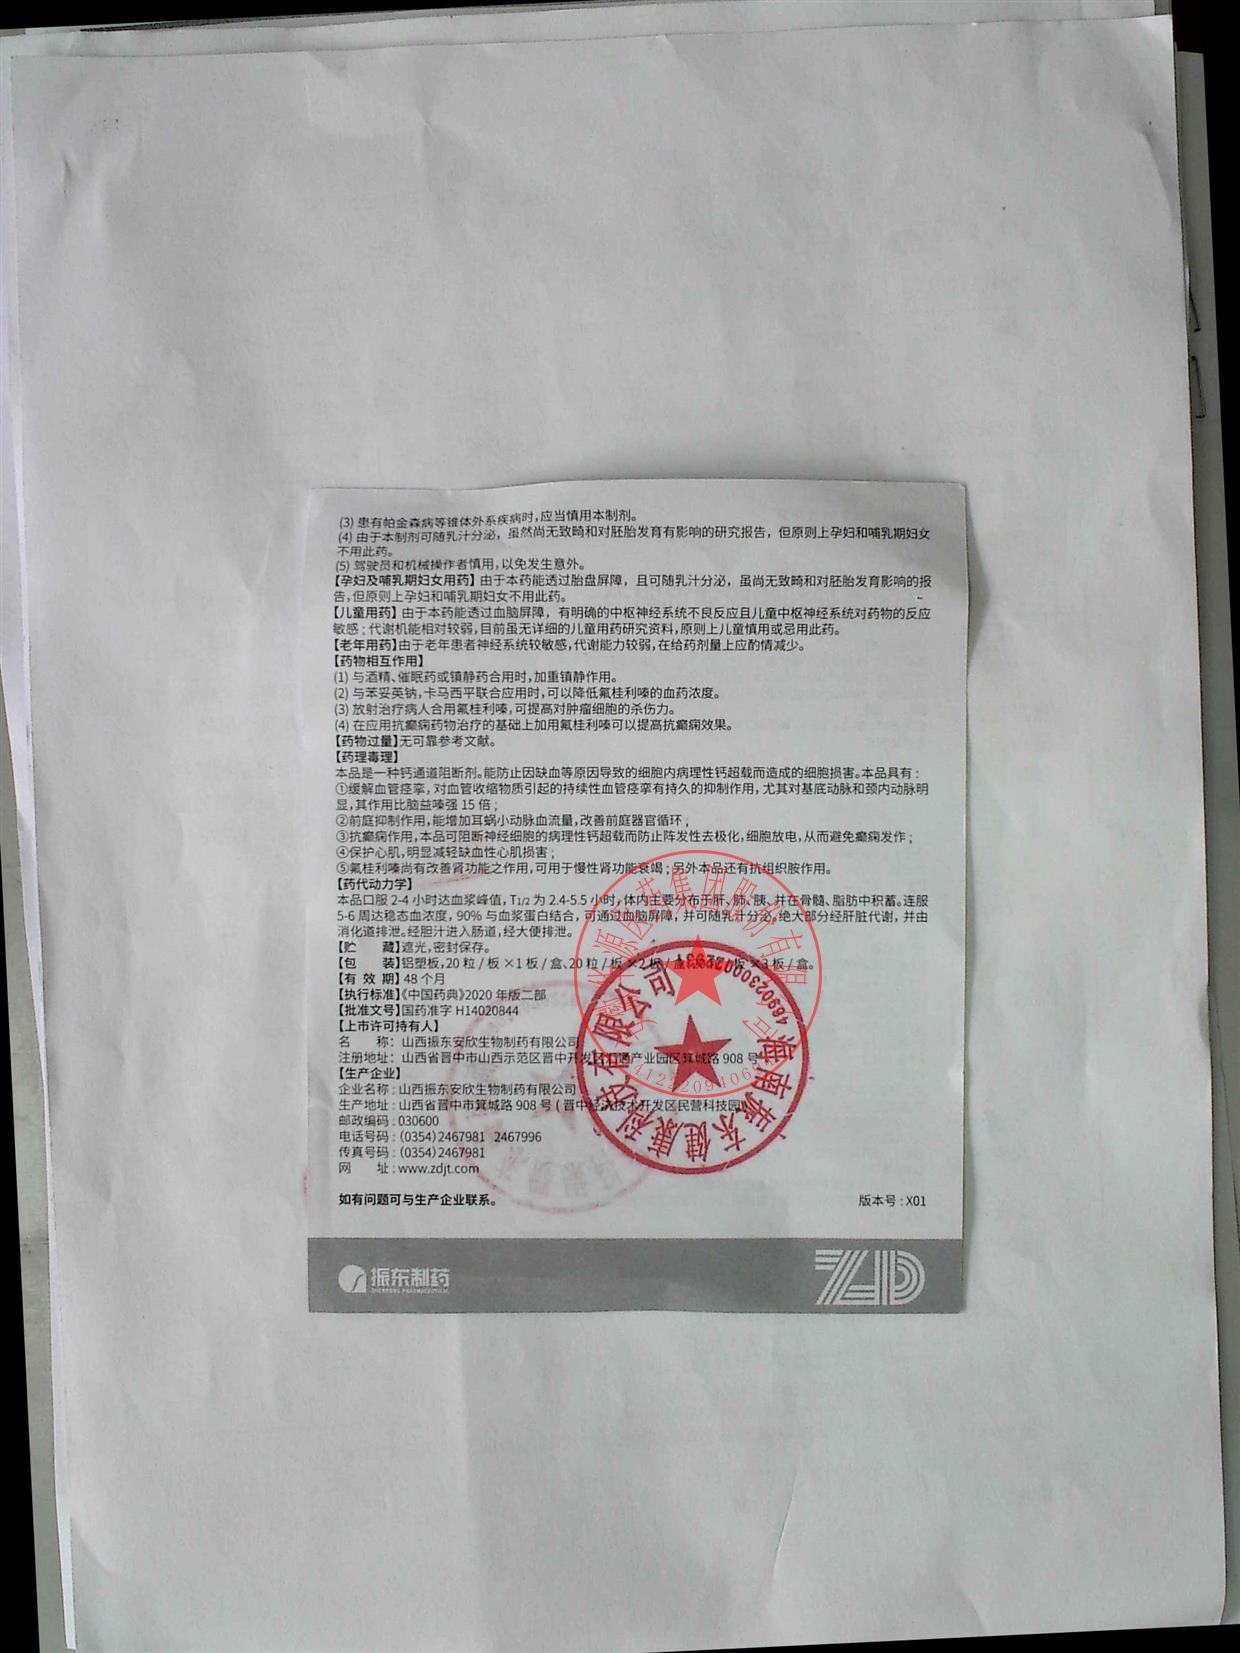 (3) 患有帕金森病等锥体外系疾病时,应当慎用本制剂。
(4) 由于本制剂可随乳汁分泌，虽然尚无致畸和对胚胎发育有影响的研究报告，但原则上孕妇和哺乳期妇女
不用此药。
(5) 驾驶员和机械操作者慎用,以免发生意外。
【孕妇及哺乳期妇女用药】由于本药能透过胎盘屏障，且可随乳汁分泌，虽尚无致畸和对胚胎发育影响的报
告,但原则上孕妇和哺乳期妇女不用此药。
【儿童用药】由于本药能透过血脑屏障，有明确的中枢神经系统不良反应且儿童中枢神经系统对药物的反应
敏感;代谢机能相对较弱,目前虽无详细的儿童用药研究资料,原则上儿童慎用或忌用此药。
【老年用药】由于老年患者神经系统较敏感,代谢能力较弱,在给药剂量上应酌情减少。
【药物相互作用】
(1) 与酒精、催眠药或镇静药合用时,加重镇静作用。
(2) 与苯妥英钠,卡马西平联合应用时,可以降低氟桂利嗪的血药浓度。
(3) 放射治疗病人合用氟桂利嗪,可提高对肿瘤细胞的杀伤力。
(4) 在应用抗癫痫药物治疗的基础上加用氟桂利嗪可以提高抗癫痫效果。
【药物过量】无可靠参考文献。
【药理毒理】
本品是一种钙通道阻断剂。能防止因缺血等原因导致的细胞内病理性钙超载而造成的细胞损害。本品具有:
①缓解血管痉挛，对血管收缩物质引起的持续性血管痉挛有持久的抑制作用，尤其对基底动脉和颈内动脉明
显,其作用比脑益嗪强 15 倍;
②前庭抑制作用,能增加耳蜗小动脉血流量,改善前庭器官循环;
③抗癫痫作用,本品可阻断神经细胞的病理性钙超载而防止阵发性去极化,细胞放电,从而避免癫痫发作;
④保护心肌,明显减轻缺血性心肌损害;
⑤氟桂利嗪尚有改善肾功能之作用,可用于慢性肾功能衰竭;另外本品还有抗组织胺作用。
【药代动力学】
本品口服 2-4 小时达血浆峰值，T1/2 为 2.4-5.5 小时，体内主要分布于肝、肺、胰，并在骨髓、脂肪中积蓄。连服
5-6 周达稳态血浓度，90% 与血浆蛋白结合，可通过血脑屏障，并可随乳汁分泌，绝大部分经肝脏代谢，并由
消化道排泄。经胆汁进入肠道，经大便排泄。
【贮 藏】遮光,密封保存。
【包 装】铝塑板,20 粒 / 板 ×1 板 / 盒、20 粒 / 板 ×2 板 / 盒、 板 ×3 板 / 盒。
【有 效 期】48 个月
【执行标准】《中国药典》2020 年版二部
【批准文号】国药准字 H14020844
【上市许可持有人】
名 称：山西振东安欣生物制药有限公司
注册地址：山西省晋中市山西示范区晋中开发区汇通产业园区箕城路 908 号
【生产企业】
企业名称:山西振东安欣生物制药有限公司
生产地址:山西省晋中市箕城路 908 号 (晋中经济技术开发区民营科技园)
邮政编码:030600
电话号码:(0354)2467981 2467996
传真号码:(0354)2467981
网 址:www.zdjt.com
如有问题可与生产企业联系。
版本号:X01
振东制药
ZHENDONG PHARMACEUTICAL
ZD
海南振东健康科技有限公司
源医药集团股份有限公司